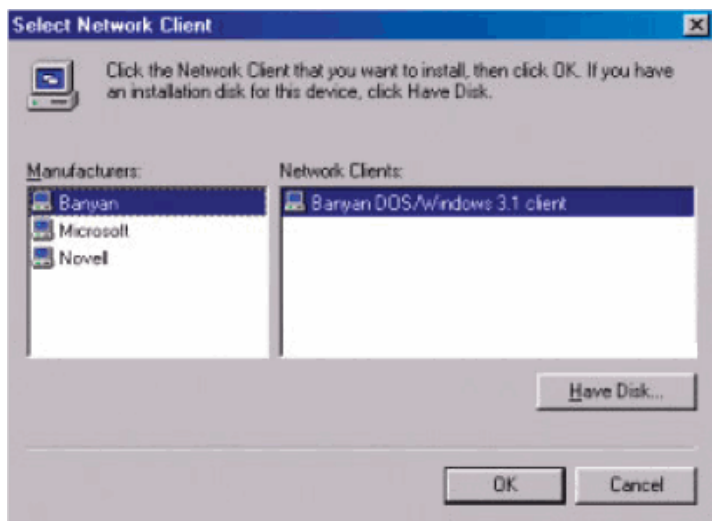 Select Network Client
Click the Network Client that you want to install, then click OK. If you have
an installation disk for this device, click Have Disk.
Manufacturers:
Banyan
Microsoft
Novell
Network Clients:
Banyan DOS/Windows 3.1 client
Have Disk...
OK
Cancel